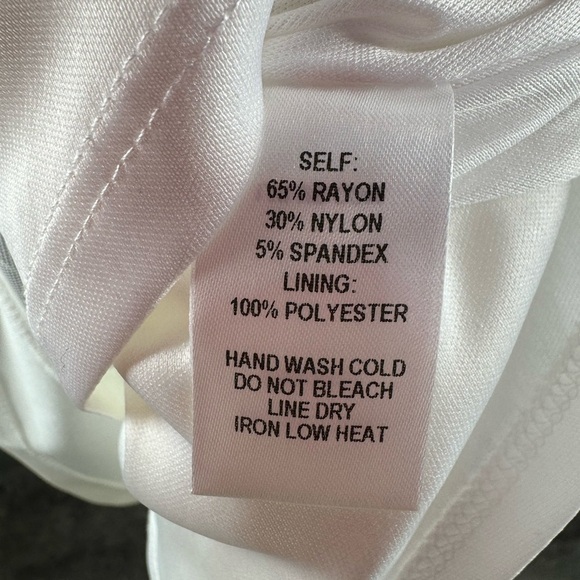 SELF:
65% RAYON
30% NYLON
5% SPANDEX
LINING:
100% POLYESTER
HAND WASH COLD
DO NOT BLEACH
LINE DRY
IRON LOW HEAT